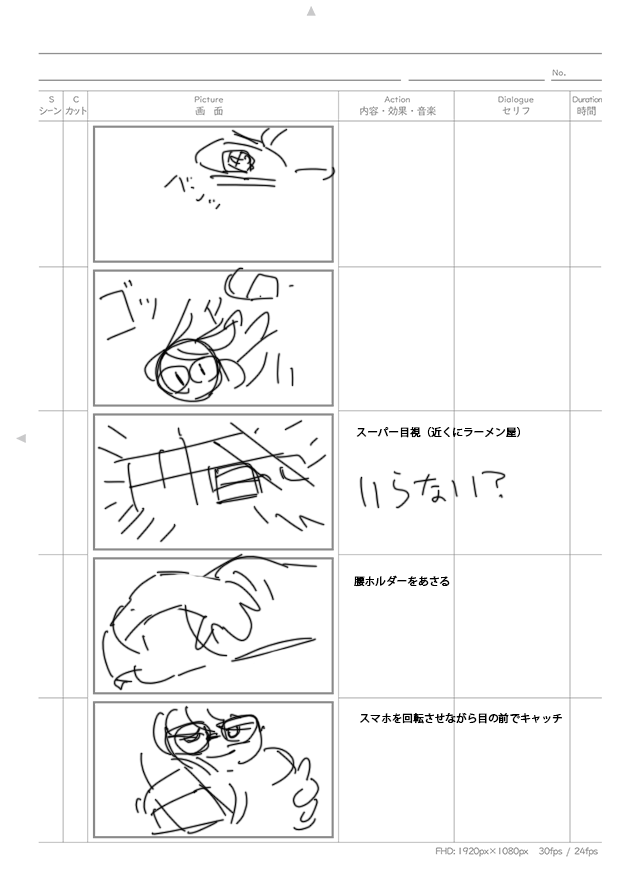 No.
S C Picture Action Dialogue Duration
シーン カット 画 面 内容・効果・音楽 セリフ 時間
ゴッ
スーパー目視（近くにラーメン屋）
いらない？
腰ホルダーをあさる
スマホを回転させながら目の前でキャッチ
FHD: 1920px×1080px 30fps / 24fps